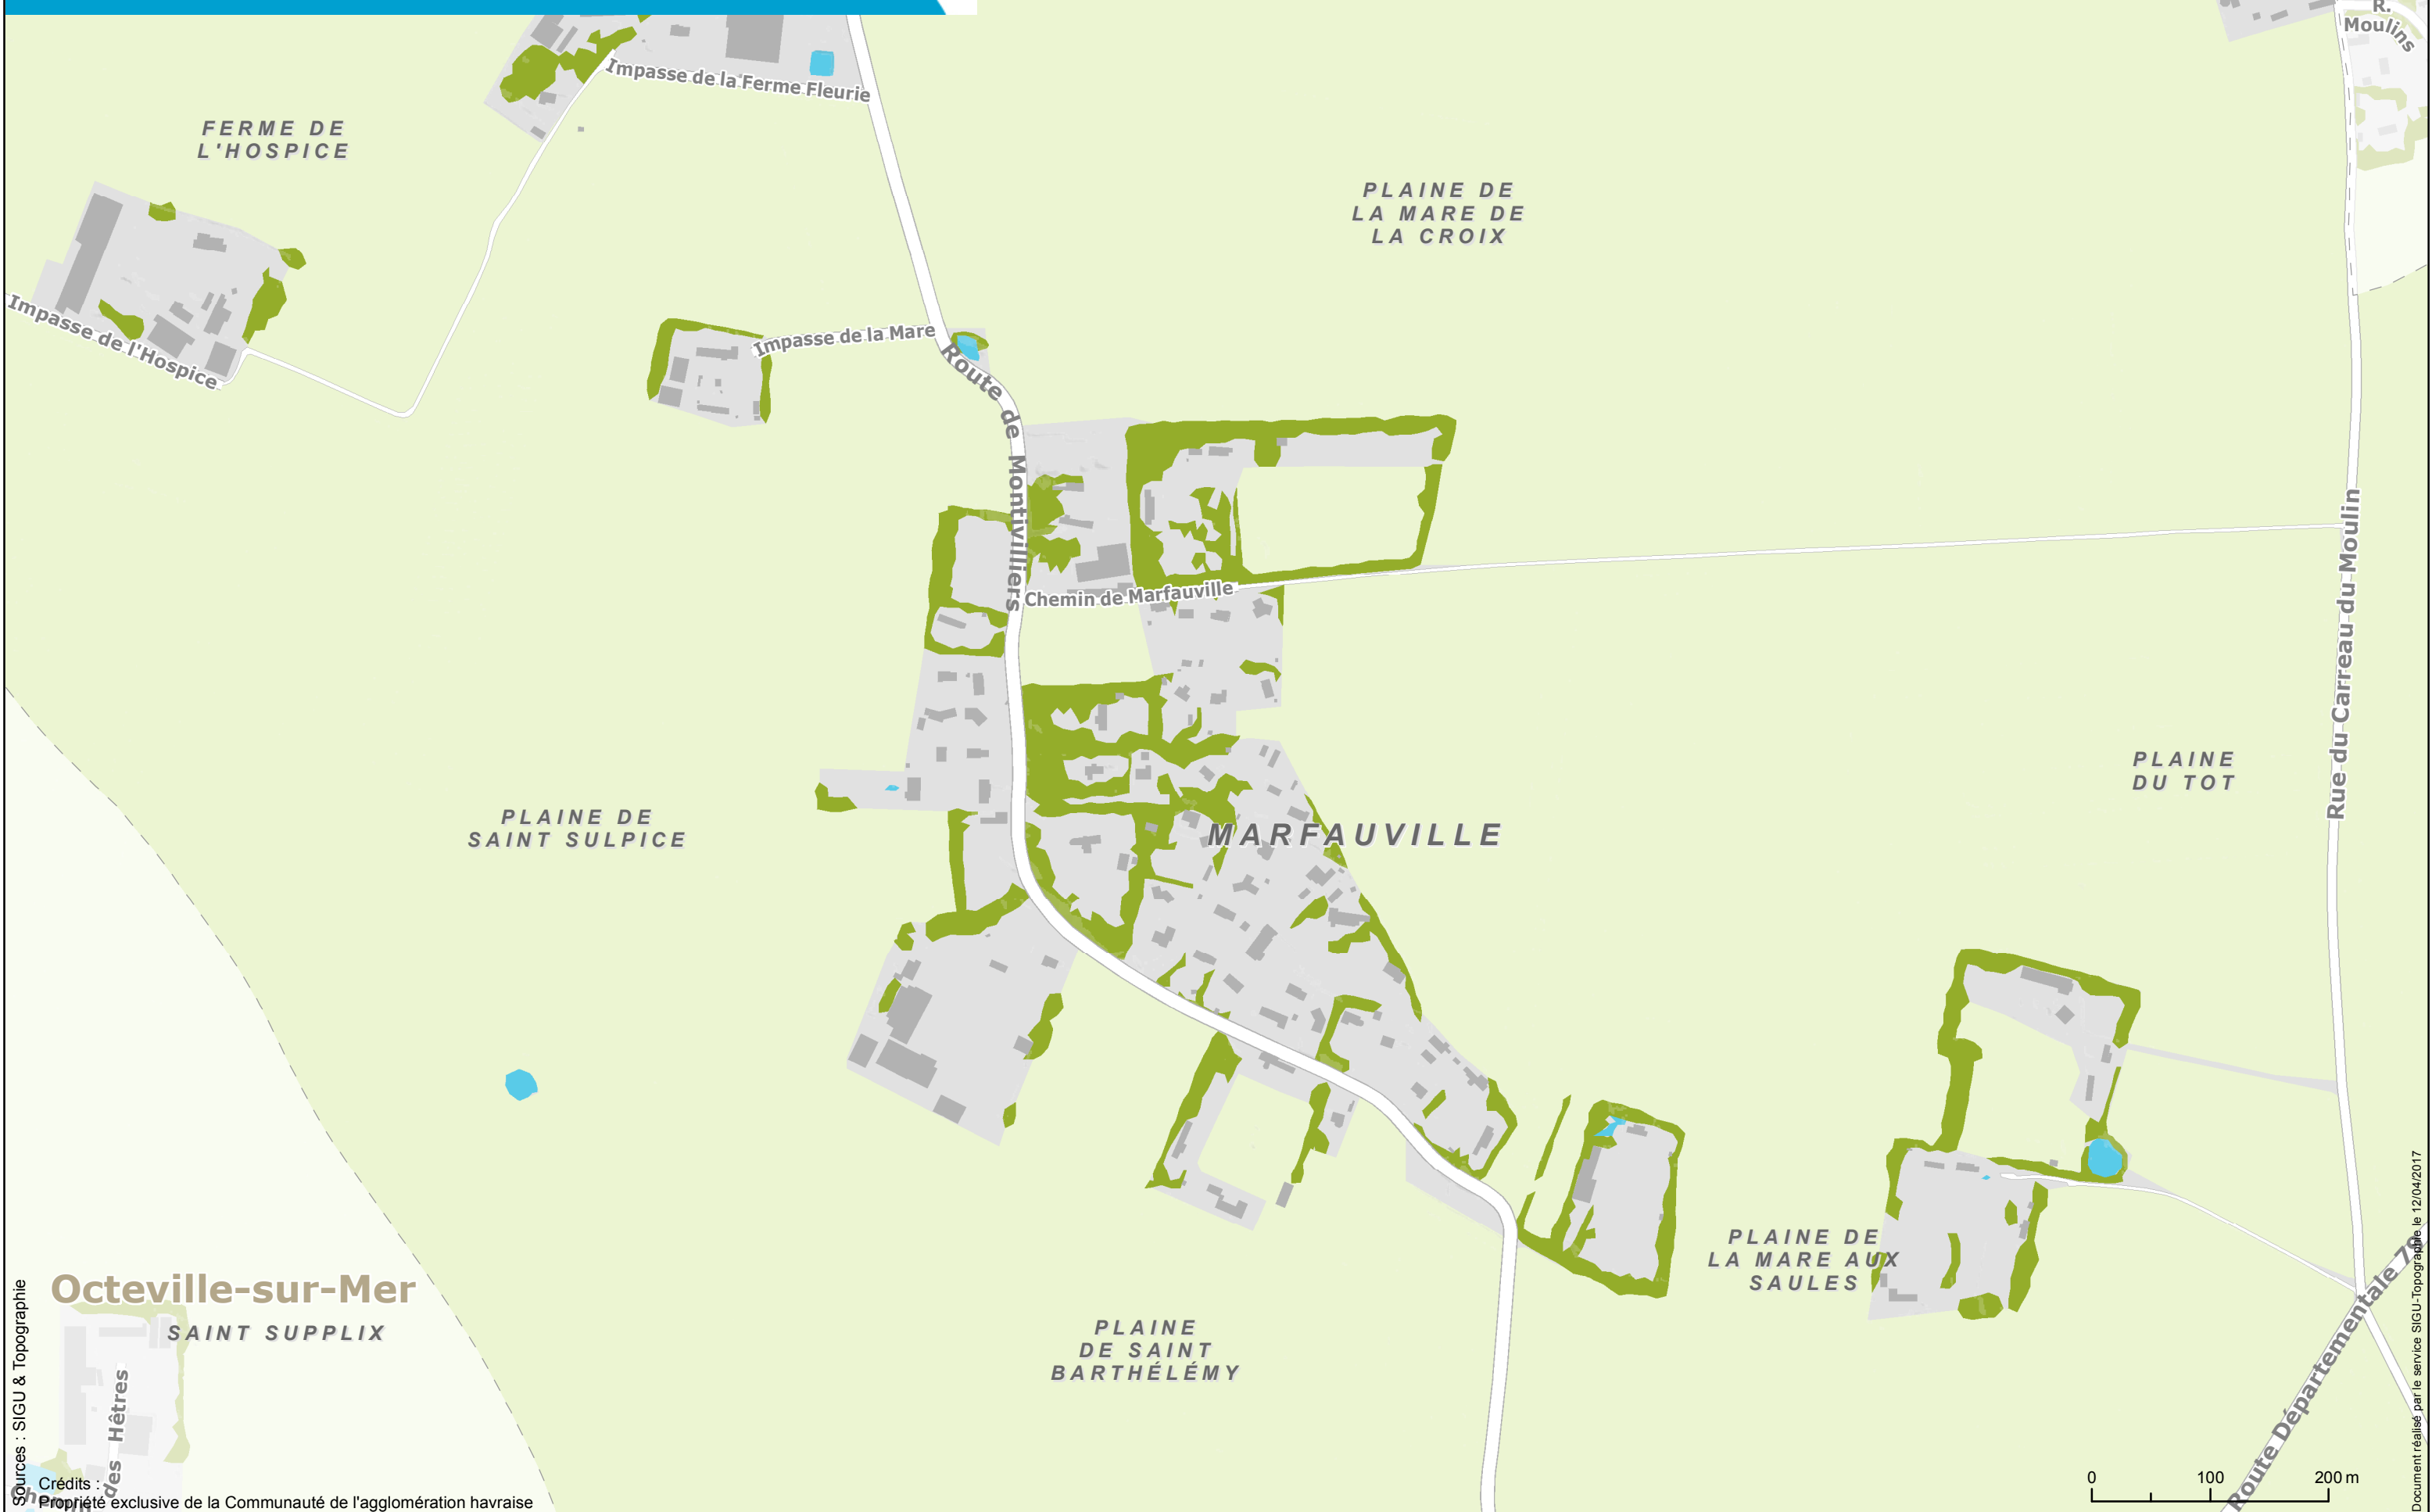 R.
Moulins
Impasse de la Ferme Fleurie
FERME DE
L'HOSPICE
PLAINE DE
LA MARE DE
LA CROIX
Impasse de l'Hospice
Impasse de la Mare
Route de Montivilliers
Chemin de Marfauville
Rue du Carreau du Moulin
PLAINE
DU TOT
PLAINE DE
SAINT SULPICE
MARFAUVILLE
PLAINE DE
LA MARE AUX
SAULES
Octeville-sur-Mer
SAINT SUPPLIX
PLAINE
DE SAINT
BARTHÉLÉMY
Route Départementale 79
Chemin des Hêtres
0 100 200 m
Sources : SIGU & Topographie
Crédits :
Propriété exclusive de la Communauté de l'agglomération havraise
Document réalisé par le service SIGU-Topographie le 12/04/2017